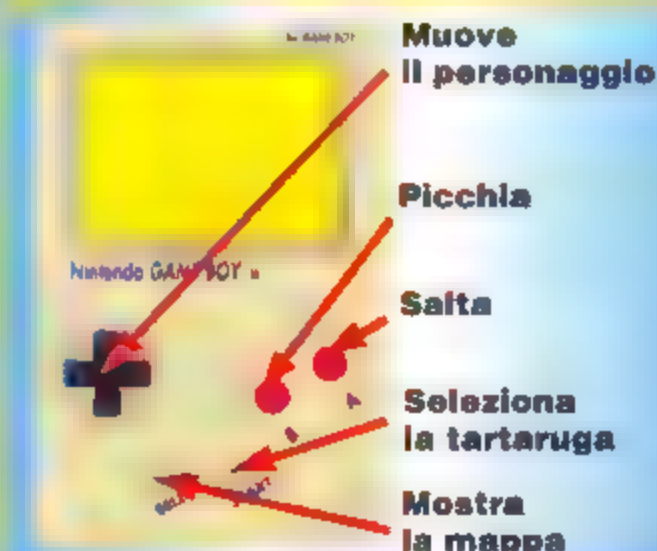 Muove
il personaggio
Picchia
Nintendo GAME BOY
Salta
A
B
Seleziona
la tartaruga
Mostra
la mappa